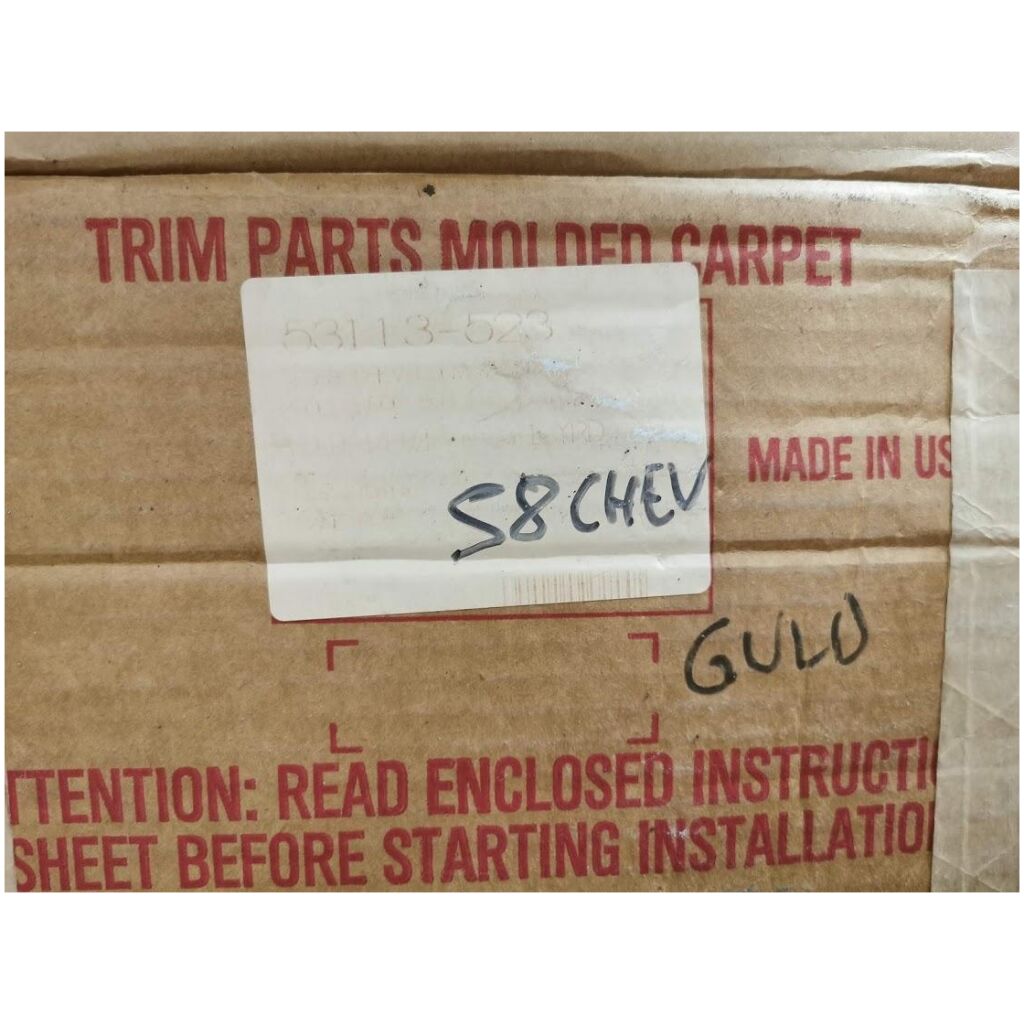 TRIM PARTS MOLDED CARPET
53113-523
MADE IN US
58 CHEV
GULV
TTENTION: READ ENCLOSED INSTRUCTI
SHEET BEFORE STARTING INSTALLATIO